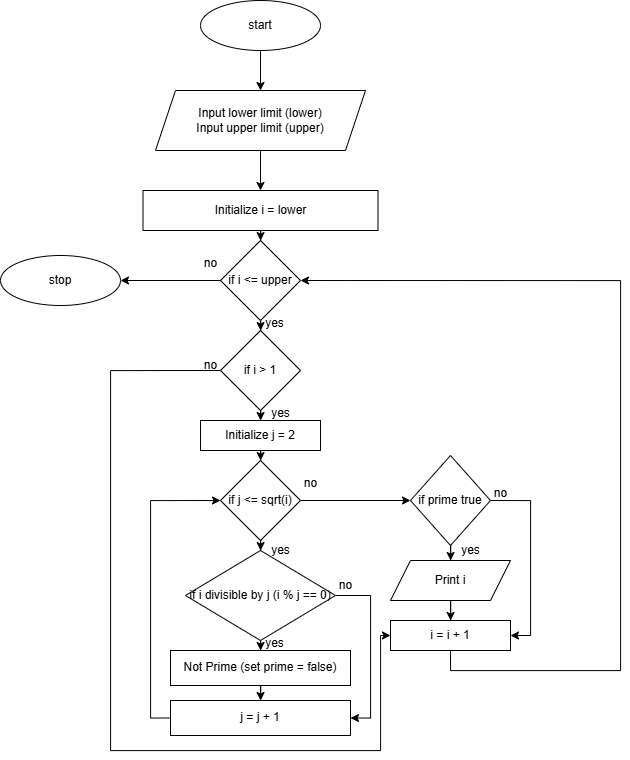 start
Input lower limit (lower)
Input upper limit (upper)
Initialize i = lower
no
if i <= upper
stop
yes
no
if i > 1
yes
Initialize j = 2
no
if j <= sqrt(i)
if prime true
no
yes
yes
Print i
no
if i divisible by j (i % j == 0)
i = i + 1
yes
Not Prime (set prime = false)
j = j + 1